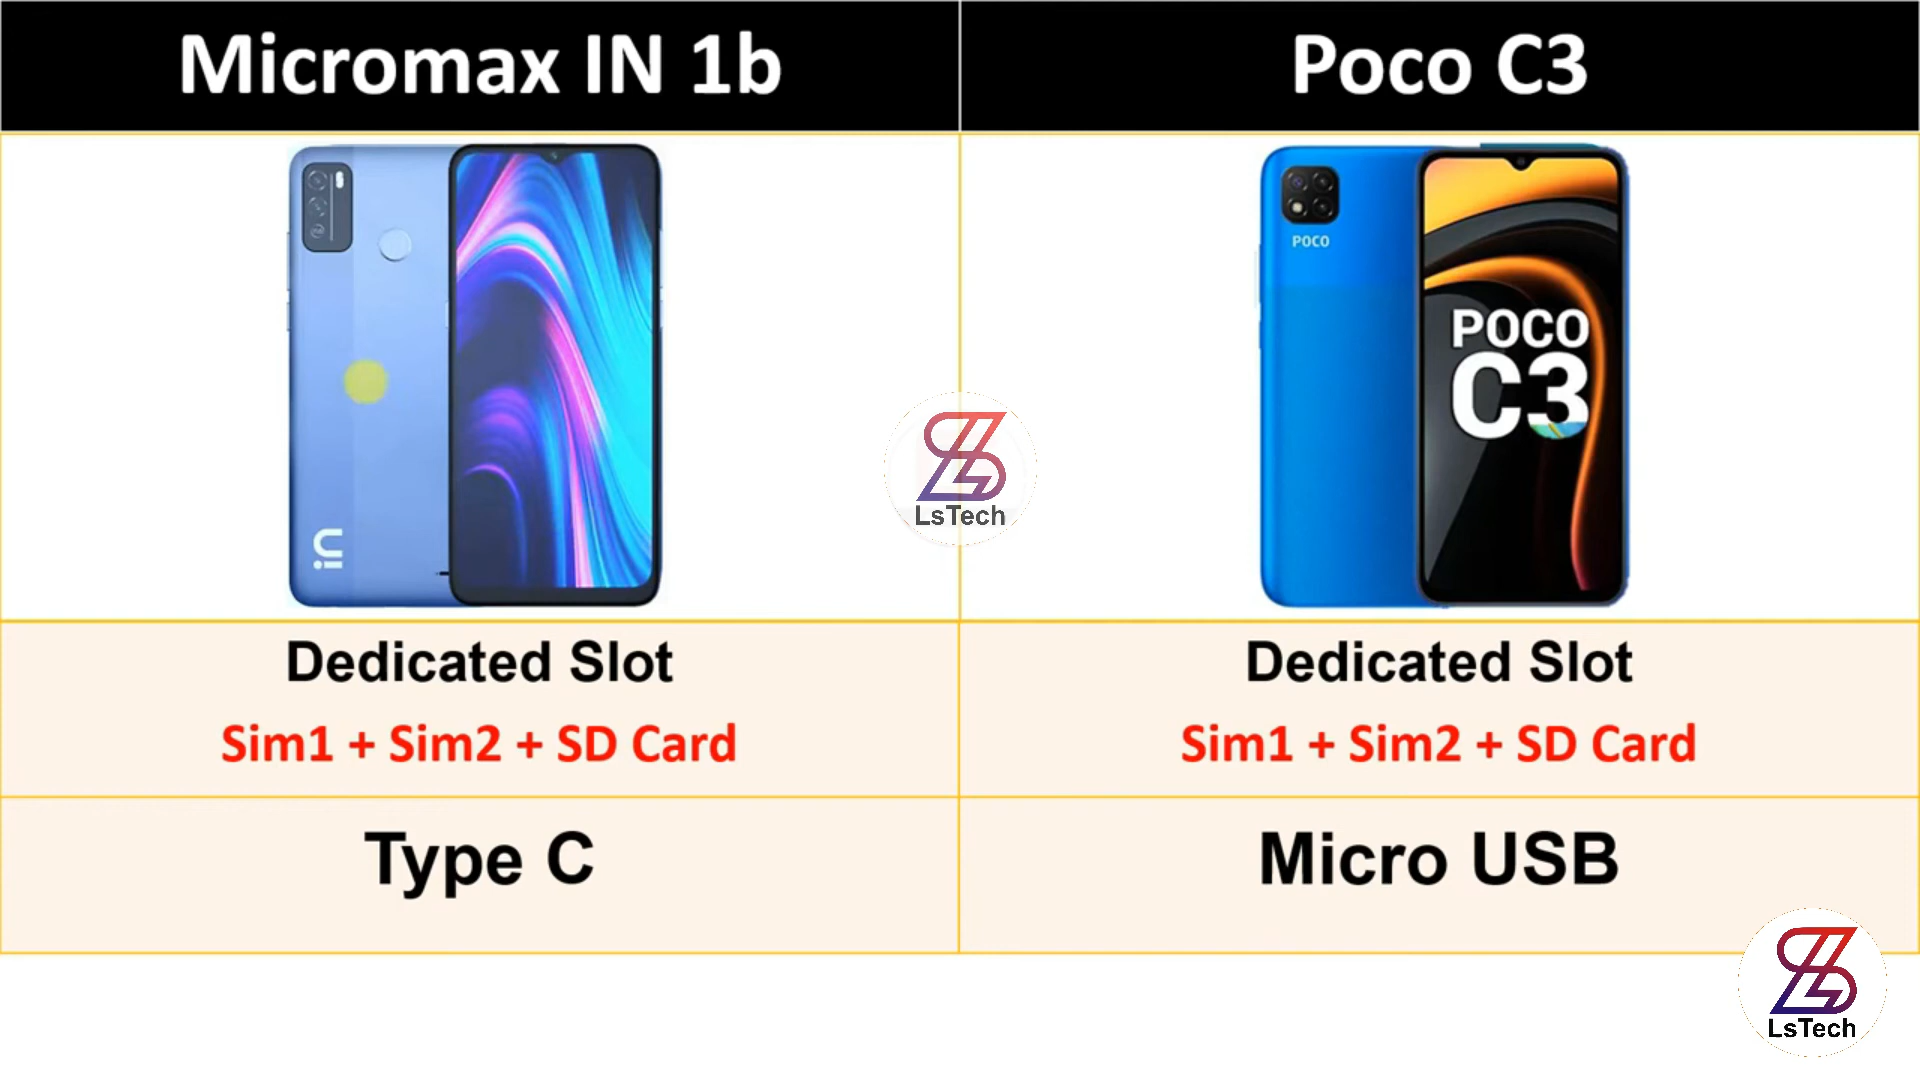 Micromax IN 1b
Poco C3
POCO
POCO
C3
in
LsTech
Dedicated Slot
Sim1 + Sim2 + SD Card
Dedicated Slot
Sim1 + Sim2 + SD Card
Type C
Micro USB
LsTech